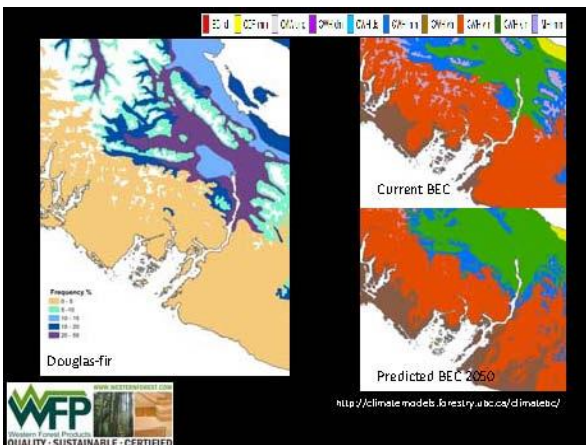 Current BEC
Frequency %
0 - 5
5 - 10
10 - 15
15 - 20
20 - 50
Douglas-fir
Predicted BEC 2050
WWW.WESTERNFOREST.COM
WFP
Western Forest Products
QUALITY · SUSTAINABLE · CERTIFIED
http://climatemodels.forestry.ubc.ca/climatebc/